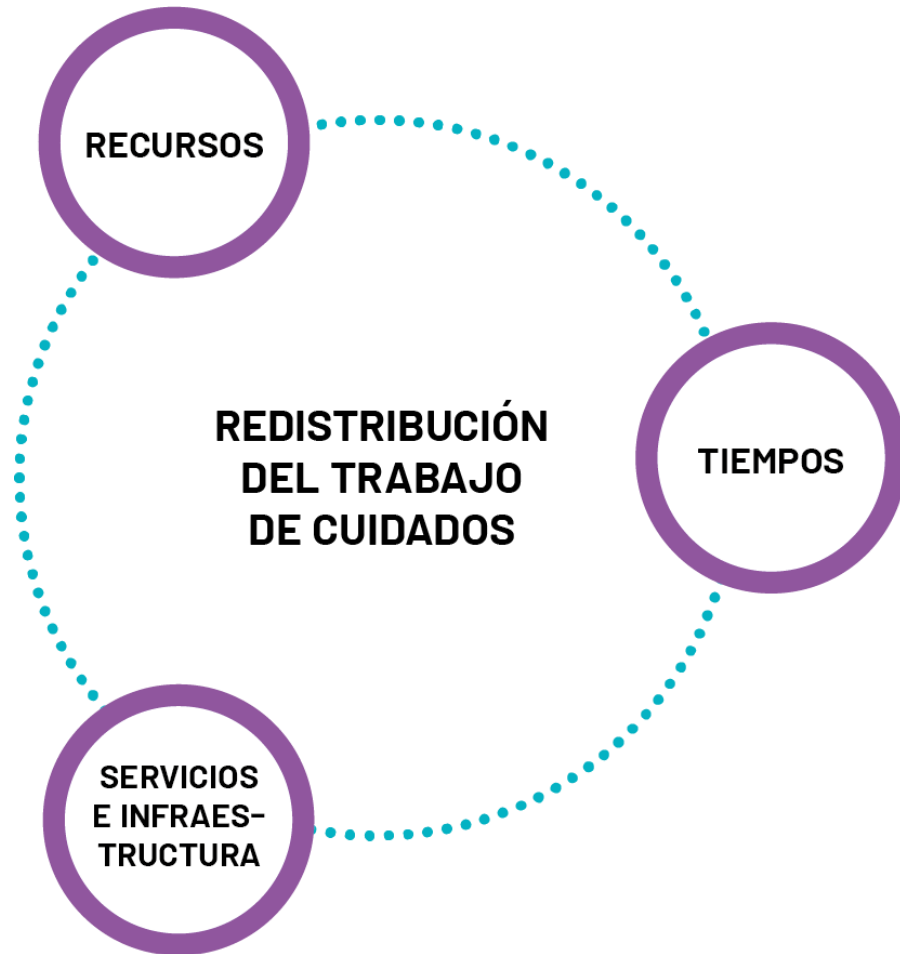 RECURSOS
REDISTRIBUCIÓN
DEL TRABAJO
DE CUIDADOS
TIEMPOS
SERVICIOS
E INFRAES-
TRUCTURA